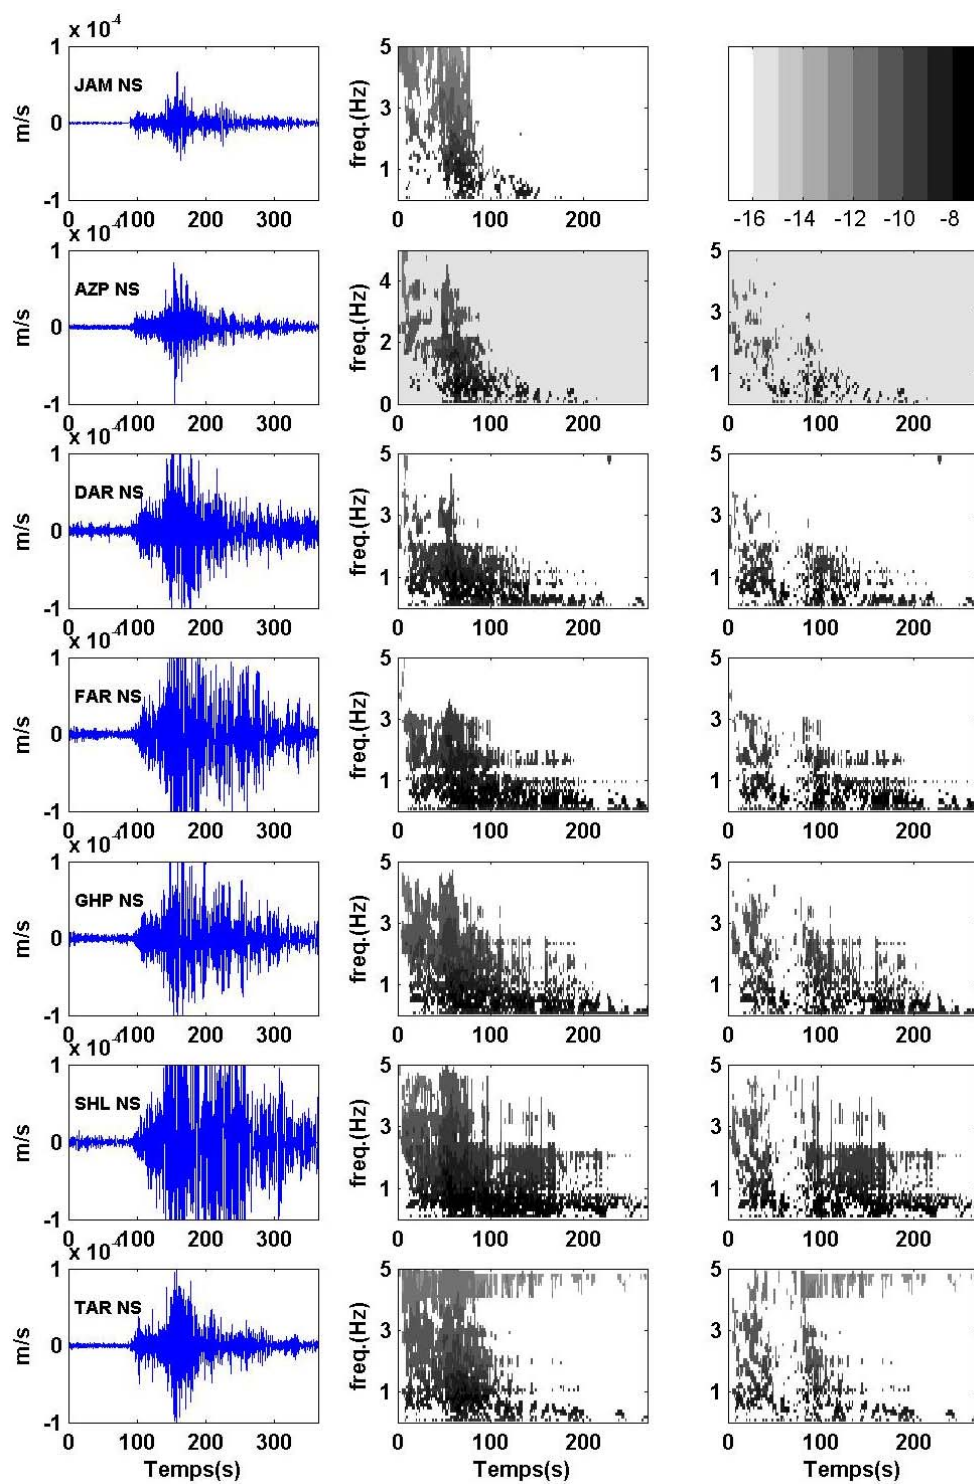 x 10⁻⁴
1
0
-1
m/s
JAM NS
0 100 200 300
5
3
1
freq.(Hz)
0 100 200
-16 -14 -12 -10 -8
x 10⁻⁴
1
0
-1
m/s
AZP NS
0 100 200 300
4
2
0
freq.(Hz)
0 100 200
5
3
1
0 100 200
x 10⁻⁴
1
0
-1
m/s
DAR NS
0 100 200 300
5
3
1
freq.(Hz)
0 100 200
5
3
1
0 100 200
x 10⁻⁴
1
0
-1
m/s
FAR NS
0 100 200 300
5
3
1
freq.(Hz)
0 100 200
5
3
1
0 100 200
x 10⁻⁴
1
0
-1
m/s
GHP NS
0 100 200 300
5
3
1
freq.(Hz)
0 100 200
5
3
1
0 100 200
x 10⁻⁴
1
0
-1
m/s
SHL NS
0 100 200 300
5
3
1
freq.(Hz)
0 100 200
5
3
1
0 100 200
x 10⁻⁴
1
0
-1
m/s
TAR NS
0 100 200 300
Temps(s)
5
3
1
freq.(Hz)
0 100 200
Temps(s)
5
3
1
0 100 200
Temps(s)